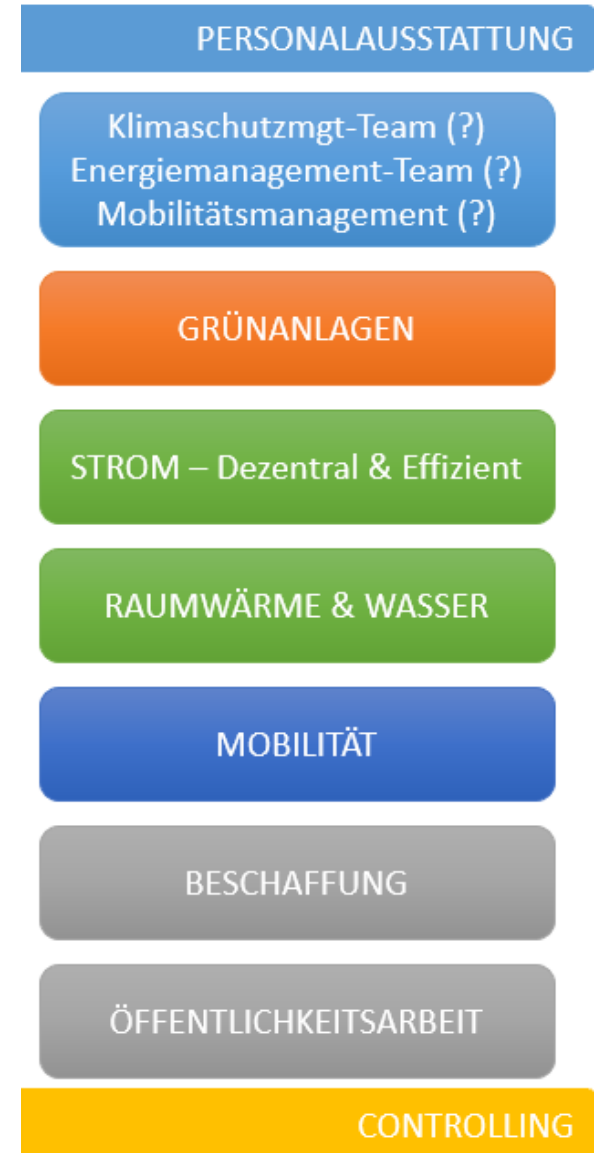 PERSONALAUSSTATTUNG
Klimaschutzmgt-Team (?)
Energiemanagement-Team (?)
Mobilitätsmanagement (?)
GRÜNANLAGEN
STROM – Dezentral & Effizient
RAUMWÄRME & WASSER
MOBILITÄT
BESCHAFFUNG
ÖFFENTLICHKEITSARBEIT
CONTROLLING